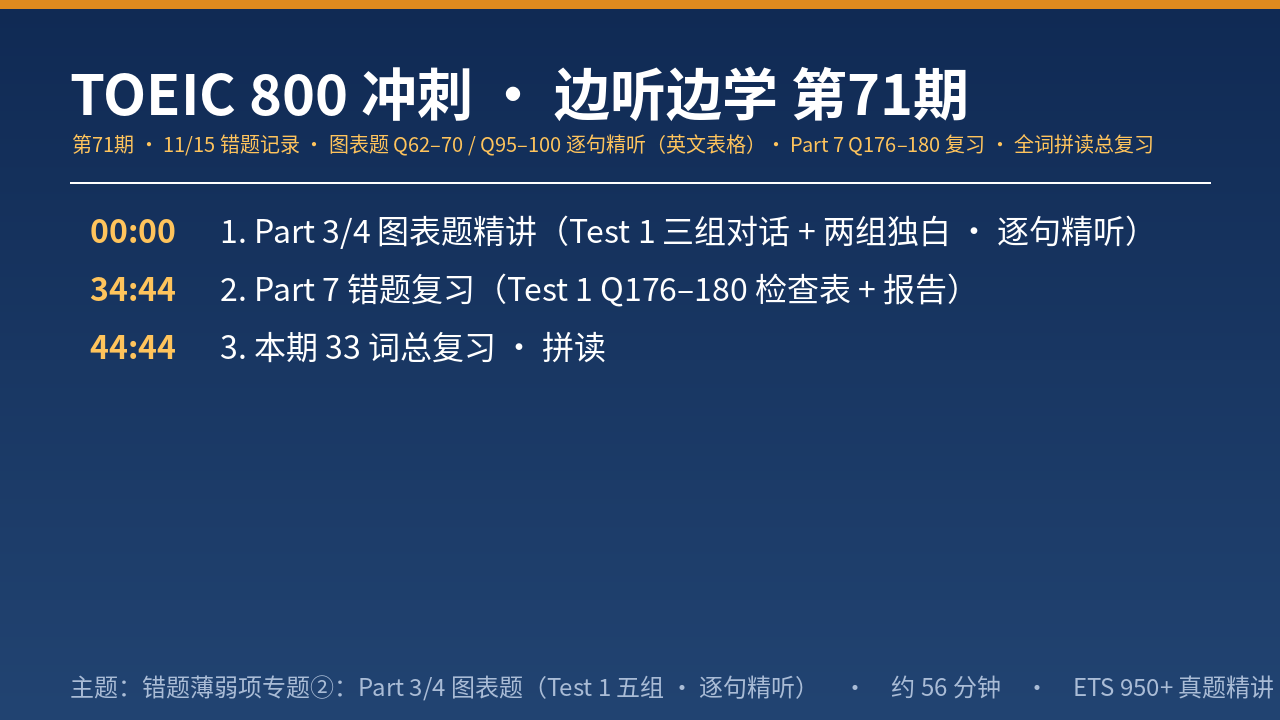 TOEIC 800 冲刺 · 边听边学 第71期
第71期 · 11/15 错题记录 · 图表题 Q62–70 / Q95–100 逐句精听（英文表格） · Part 7 Q176–180 复习 · 全词拼读总复习
00:00 1. Part 3/4 图表题精讲（Test 1 三组对话 + 两组独白 · 逐句精听）
34:44 2. Part 7 错题复习（Test 1 Q176–180 检查表 + 报告）
44:44 3. 本期 33 词总复习 · 拼读
主题：错题薄弱项专题②：Part 3/4 图表题（Test 1 五组 · 逐句精听） · 约 56 分钟 · ETS 950+ 真题精讲